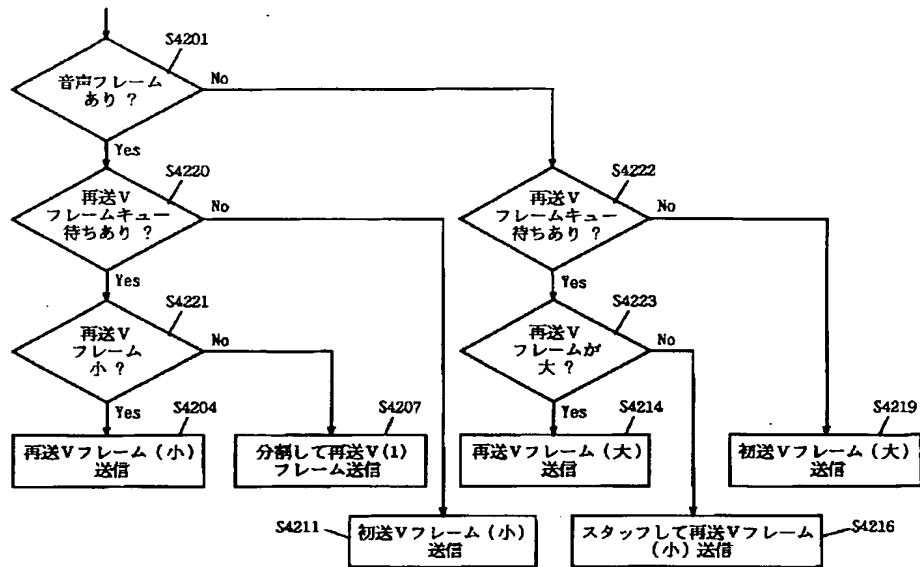 S4201
音声フレーム
あり ?
No
Yes
S4220
再送V
フレームキュー
待ちあり ?
No
Yes
S4222
再送V
フレームキュー
待ちあり ?
No
Yes
S4221
再送V
フレーム
小 ?
No
Yes
S4223
再送V
フレームが
大 ?
No
Yes
S4204
再送Vフレーム(小)
送信
S4207
分割して再送V(1)
フレーム送信
S4214
再送Vフレーム(大)
送信
S4219
初送Vフレーム(大)
送信
S4211
初送Vフレーム(小)
送信
S4216
スタッフして再送Vフレーム
(小)送信